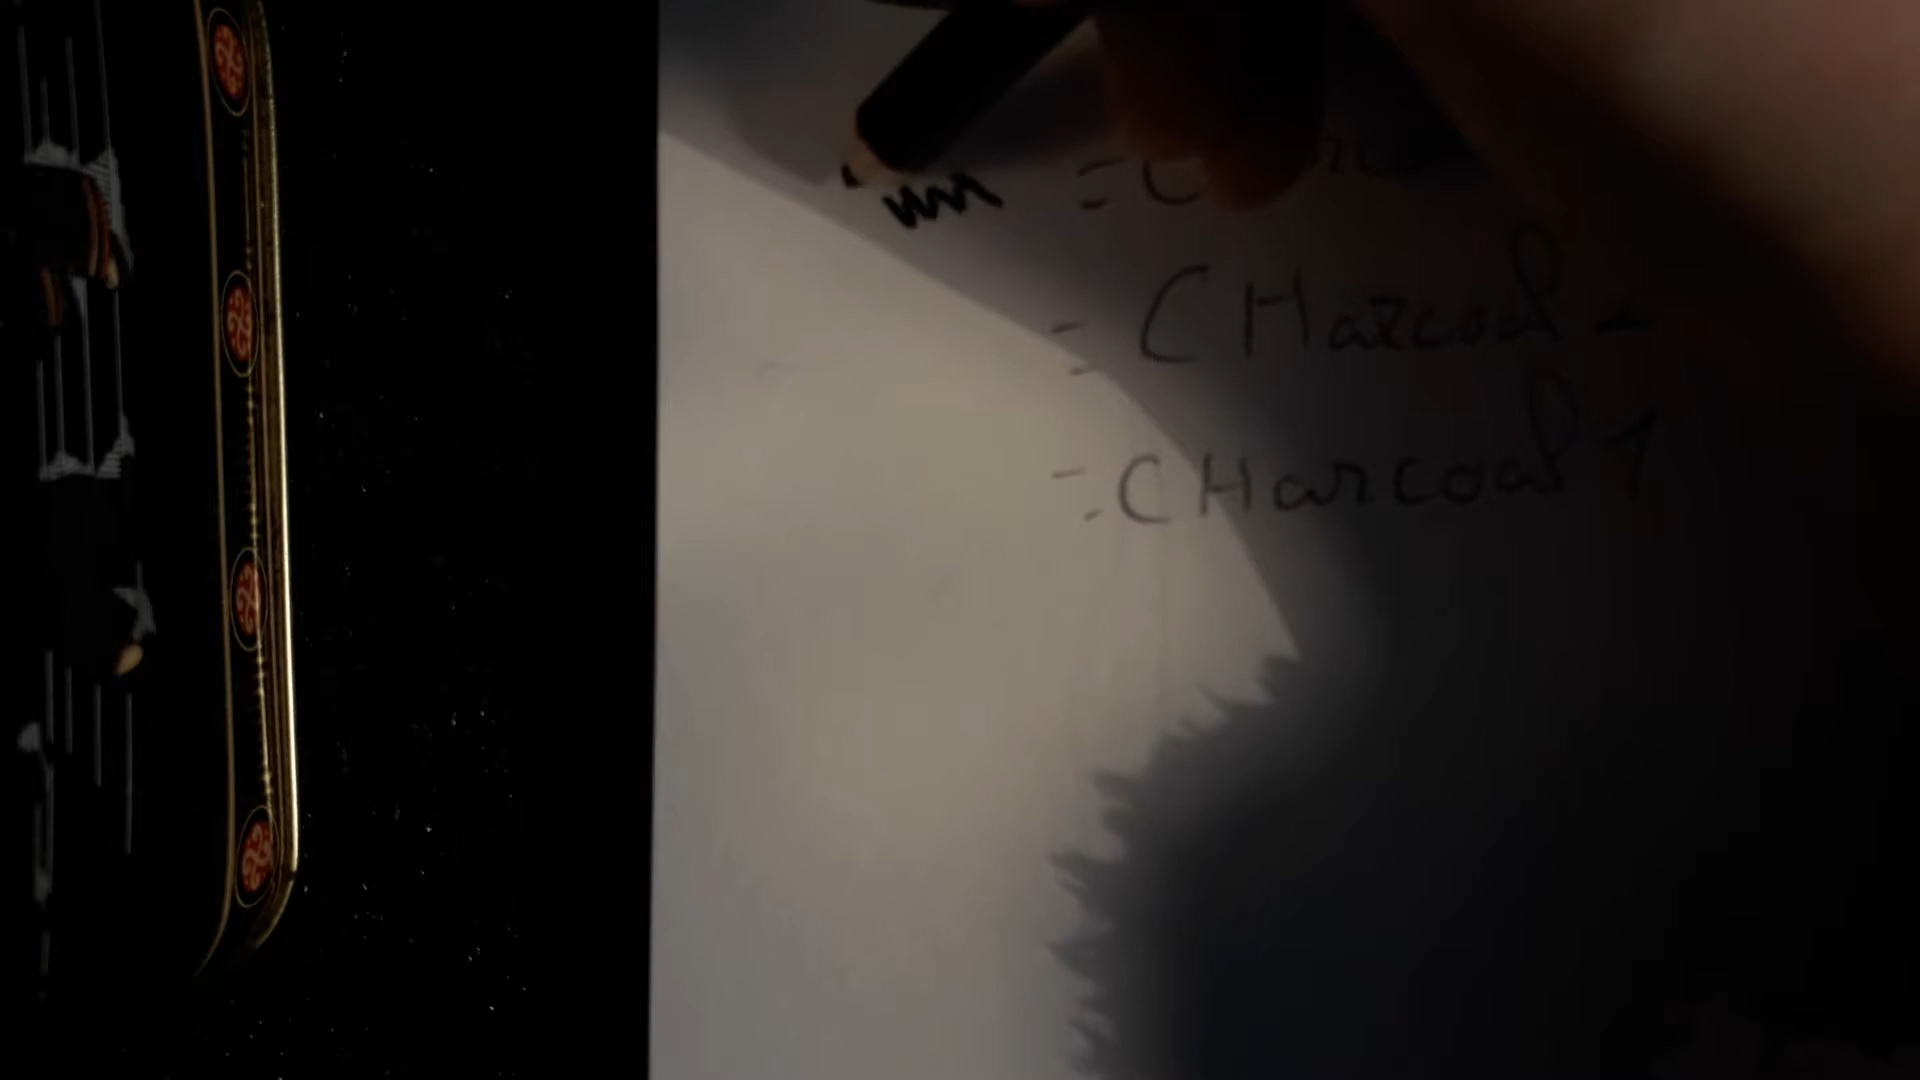 = C
= CHarcoal 2
= CHarcoal 1